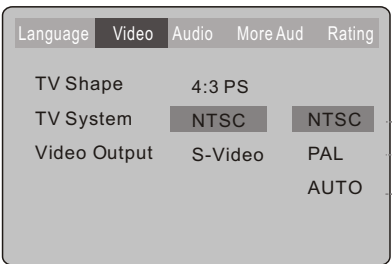 Language Video Audio More Aud Rating
TV Shape 4:3 PS
TV System NTSC NTSC
Video Output S-Video PAL
AUTO